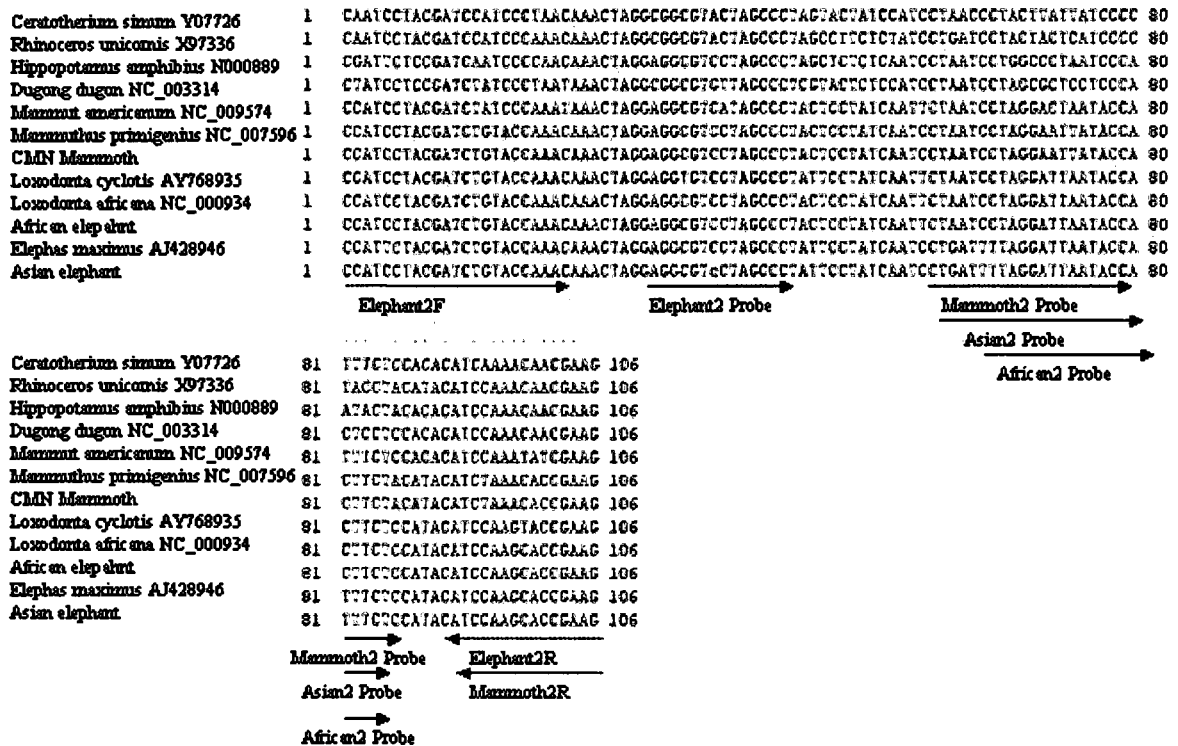 Ceratotherium simum Y07726 1 CAATCCTACGATCCATCCCTAACAAACTAGGCGGCGTACTAGCCCTAGTACTATCCATCCTAACCCTACTTATTATCCCC 80
Rhinoceros unicornis X97336 1 CAATCCTACGATCCATCCCAAACAAACTAGGCGGCGTACTAGCCCTAGCCTTCTCTATCCTGATCCTACTACTCATCCCC 80
Hippopotamus amphibius N000889 1 CGATTCTCCGATCAATCCCCAACAAACTAGGAGGCGTCCTAGCCCTAGCTCTCTCAATCCTAATCCTGGCCCTAATCCCA 80
Dugong dugon NC_003314 1 CTATCCTCCGATCTATCCCTAATAAACTAGG 80
Mammut americanum NC_009574 1 CCATCCTCCGATCTATCCCAAATAAACTAGGAGGCGTCATAGCCCTACTCCTATCAATTCTAATCCTAGGACTAATACCA 80
Mammuthus primigenius NC_007596 1 CCATCCTACGATCTGTACCAAACAAACTAGGAGGCGTCCTAGCCCTACTCCTATCAATCCTAATCCTAGGAATTATACCA 80
CMN Mammoth 1 CCATCCTACGATCTGTACCAAACAAACTAGGAGGCGTCCTAGCCCTACTCCTATCAATCCTAATCCTAGGAATTATACCA 80
Loxodonta cyclotis AY768935 1 CCATCCTACGATCTGTACCAAACAAACTAGGAGGTGTCCTAGCCCTATTCCTATCAATTCTAATCCTAGGATTAATACCA 80
Loxodonta africana NC_000934 1 CCATCCTACGATCTGTACCAAACAAACTAGGAGGCGTCCTAGCCCTACTCCTATCAATTCTAATCCTAGGATTAATACCA 80
African elepahnt 1 CCATCCTACGATCTGTACCAAACAAACTAGGAGGCGTCCTAGCCCTACTCCTATCAATTCTAATCCTAGGATTAATACCA 80
Elephas maximus AJ428946 1 CCATTCTACGATCTGTACCAAACAAACTAGGAGGCGTCCTAGCCCTATTCCTATCAATCCTGATTTTAGGATTAATACCA 80
Asian elephant 1 CCATCCTACGATCTGTACCAAACAAACTAGGAGGCGTcCTAGCCCTATTCCTATCAATCCTGATTTTAGGATTAATACCA 80
Elephant2F Elephant2 Probe Mammoth2 Probe
Asian2 Probe
African2 Probe
Ceratotherium simum Y07726 81 TTTCTCCACACATCAAAACAACGAAG 106
Rhinoceros unicornis X97336 81 TACCTACACACATCCAAACAACGAAG 106
Hippopotamus amphibius N000889 81 ATACTACACACATCCAAACAACGAAG 106
Dugong dugon NC_003314 81 CTCCTCCACACATCCAAACAACGAAG 106
Mammut americanum NC_009574 81 TTTCTCCACACATCCAAATATCGAAG 106
Mammuthus primigenius NC_007596 81 CTTCTACATACATCTAAACACCGAAG 106
CMN Mammoth 81 CTTCTACATACATCTAAACACCGAAG 106
Loxodonta cyclotis AY768935 81 CTTCTCCATACATCCAAGTACCGAAG 106
Loxodonta africana NC_000934 81 CTTCTCCATACATCCAAGCACCGAAG 106
African elepahnt 81 CTTCTCCATACATCCAAGCACCGAAG 106
Elephas maximus AJ428946 81 TTTCTCCATACATCCAAGCACCGAAG 106
Asian elephant 81 TTTCTCCATACATCCAAGCACCGAAG 106
Mammoth2 Probe Elephant2R
Asian2 Probe Mammoth2R
African2 Probe